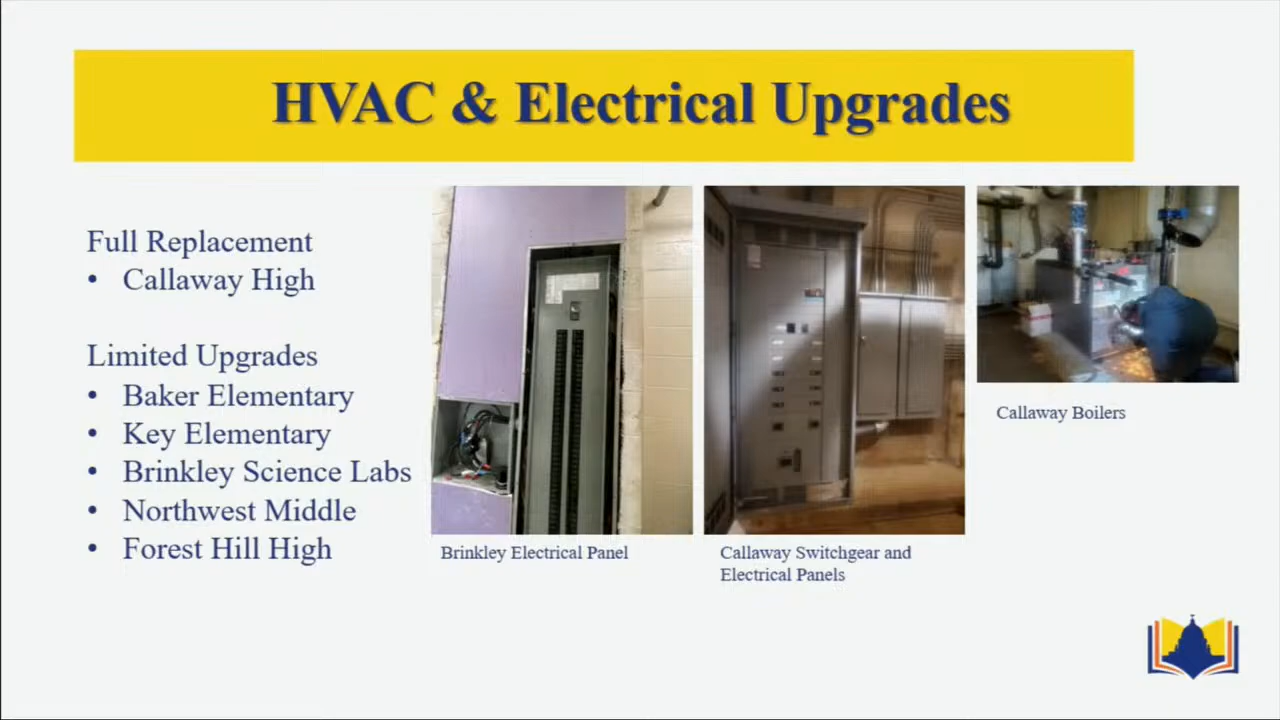 HVAC & Electrical Upgrades
Full Replacement
• Callaway High
Limited Upgrades
• Baker Elementary
• Key Elementary
• Brinkley Science Labs
• Northwest Middle
• Forest Hill High
Brinkley Electrical Panel
Callaway Switchgear and
Electrical Panels
Callaway Boilers